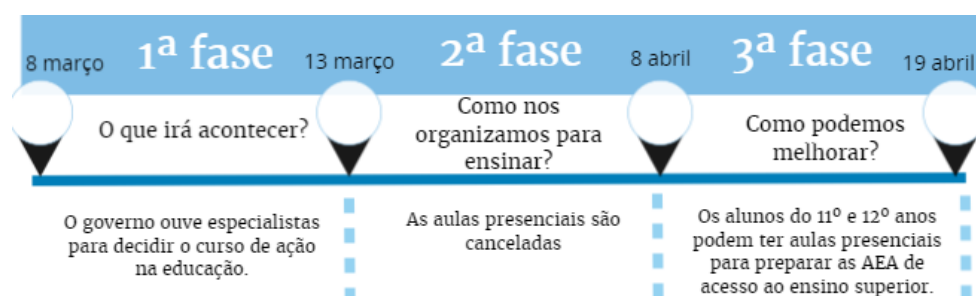 8 março
1ª fase
13 março
2ª fase
8 abril
3ª fase
19 abril
O que irá acontecer?
Como nos
organizamos para
ensinar?
Como podemos
melhorar?
O governo ouve especialistas
para decidir o curso de ação
na educação.
As aulas presenciais são
canceladas
Os alunos do 11º e 12º anos
podem ter aulas presenciais
para preparar as AEA de
acesso ao ensino superior.